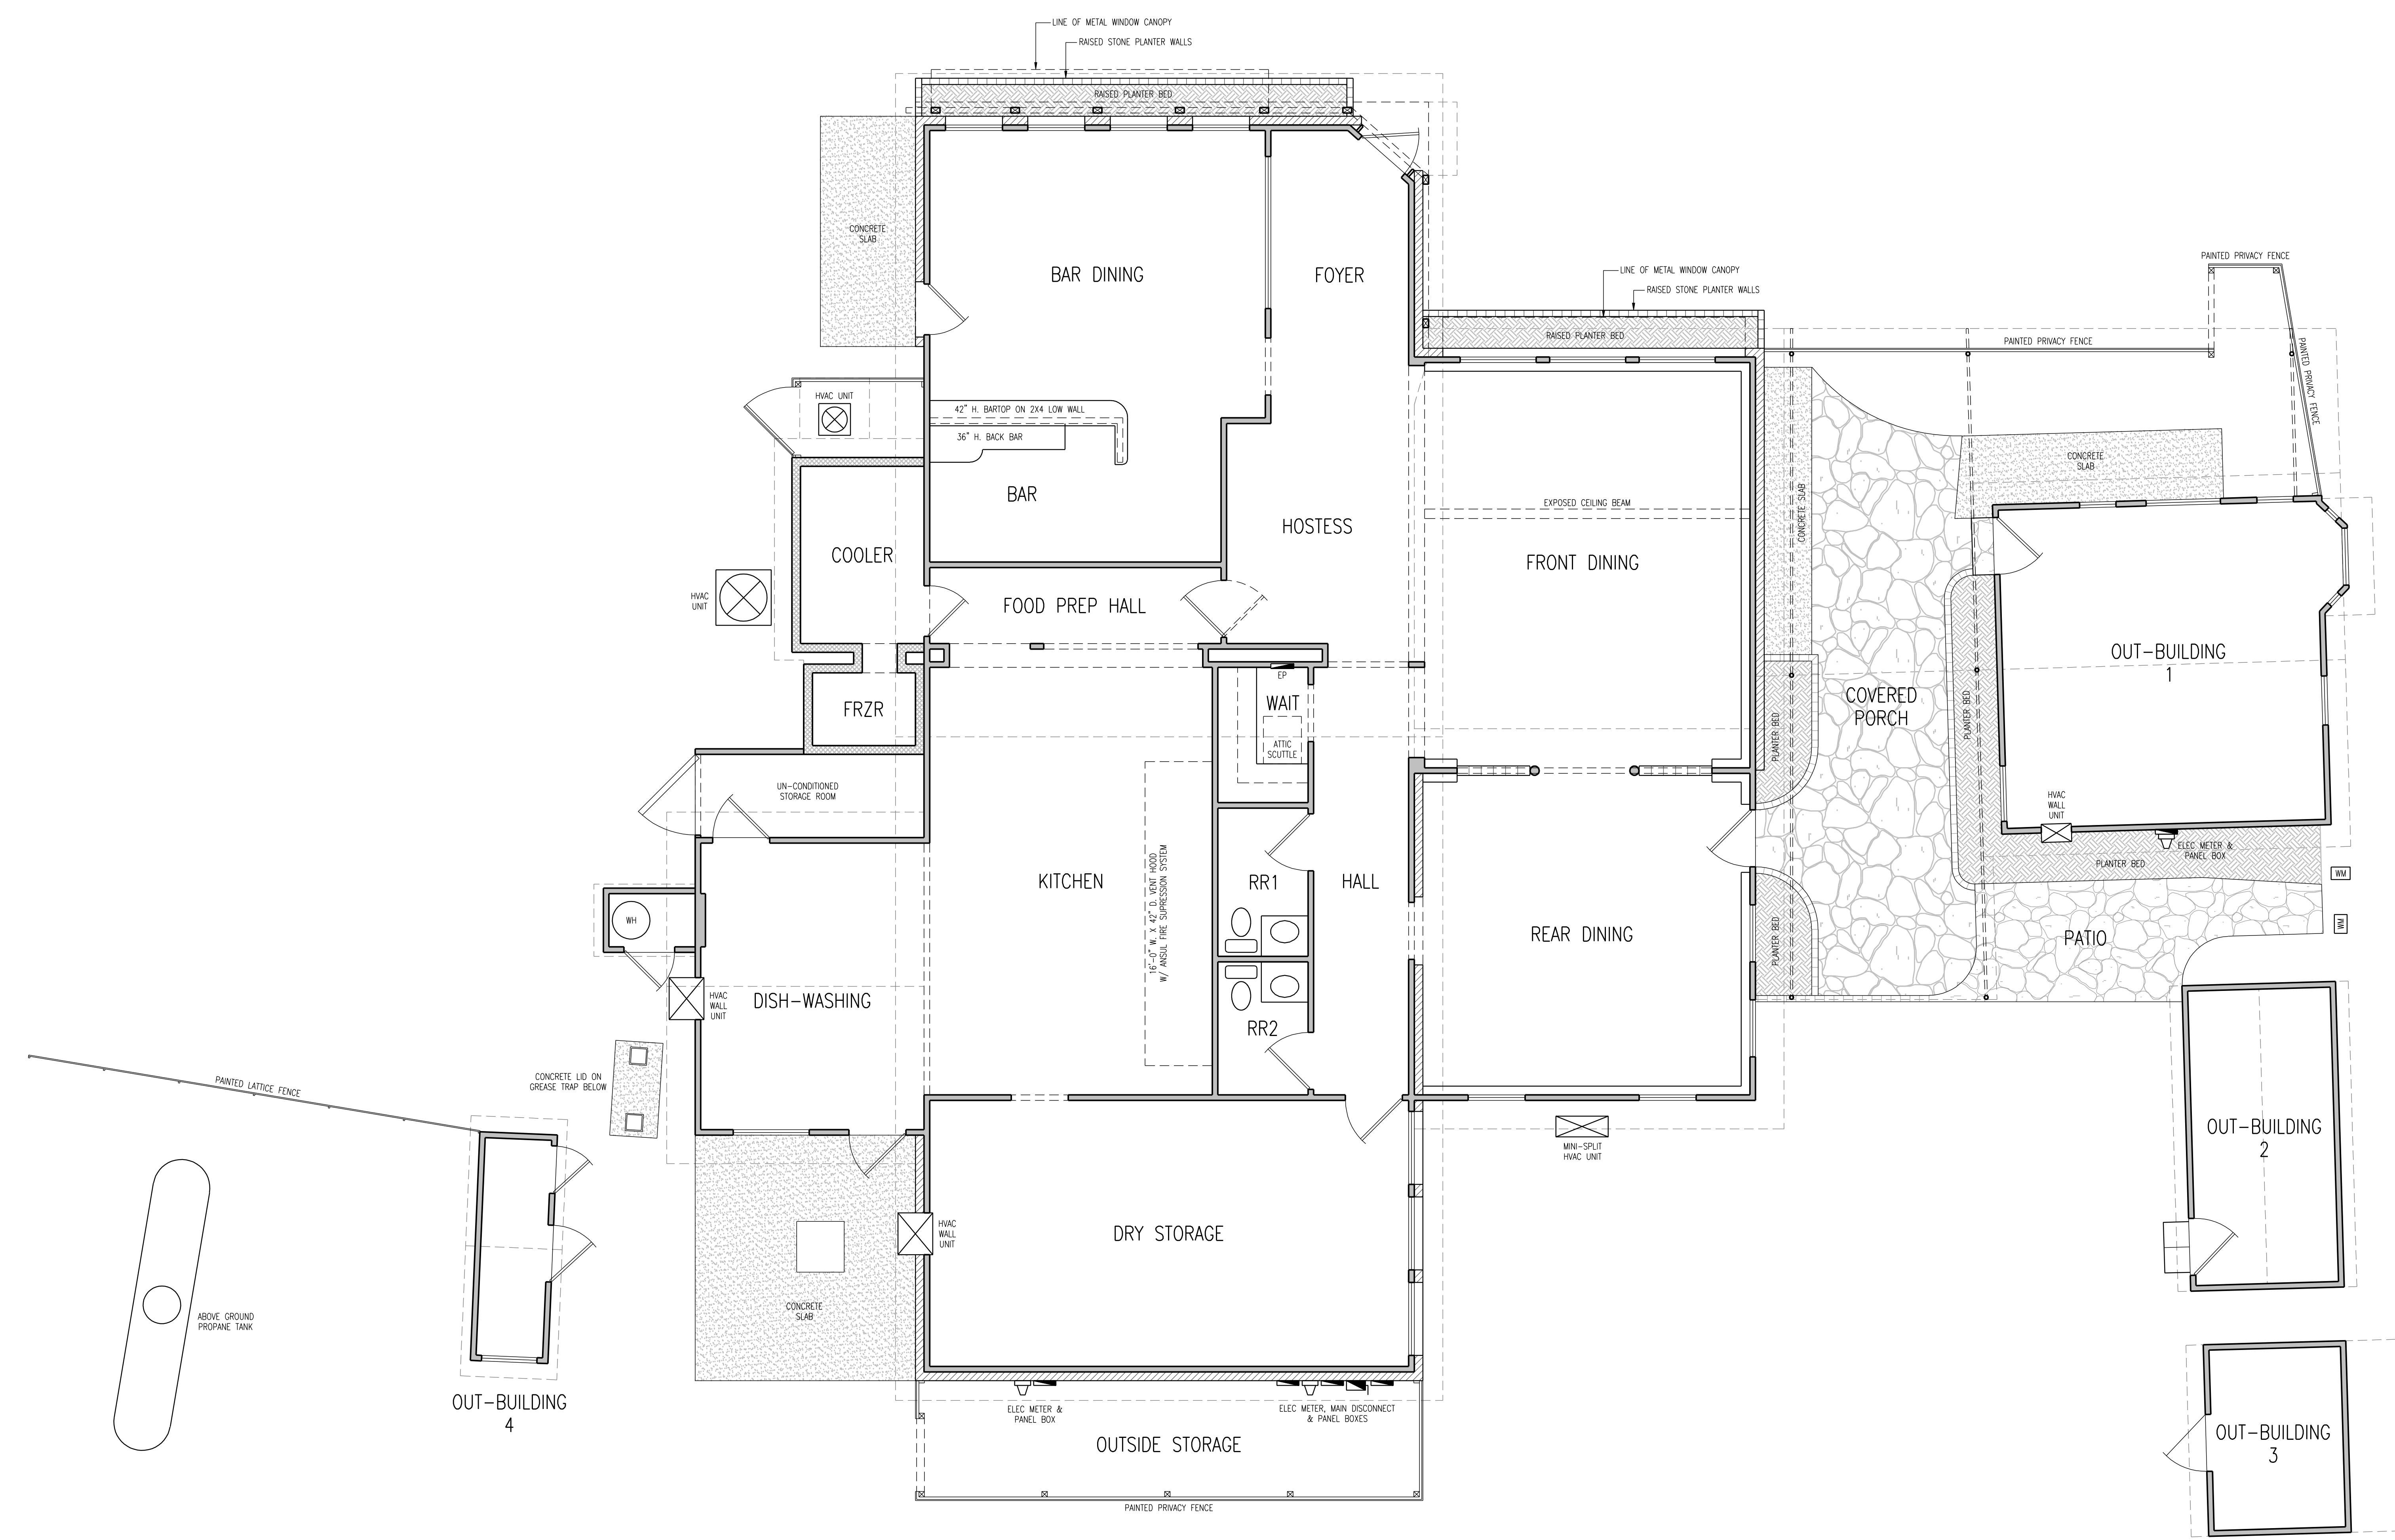 LINE OF METAL WINDOW CANOPY
RAISED STONE PLANTER WALLS
RAISED PLANTER BED
CONCRETE
SLAB
BAR DINING
FOYER
LINE OF METAL WINDOW CANOPY
RAISED STONE PLANTER WALLS
RAISED PLANTER BED
PAINTED PRIVACY FENCE
PAINTED PRIVACY FENCE
PAINTED PRIVACY FENCE
HVAC UNIT
42" H. BARTOP ON 2X4 LOW WALL
36" H. BACK BAR
BAR
HOSTESS
EXPOSED CEILING BEAM
FRONT DINING
CONCRETE SLAB
CONCRETE
SLAB
COOLER
HVAC
UNIT
FOOD PREP HALL
OUT-BUILDING
1
COVERED
PORCH
PLANTER BED
PLANTER BED
FRZR
EP
WAIT
ATTIC
SCUTTLE
UN-CONDITIONED
STORAGE ROOM
HVAC
WALL
UNIT
ELEC METER &
PANEL BOX
PLANTER BED
WM
WM
KITCHEN
16'-0" W. X 42" D. VENT HOOD
W/ ANSUL FIRE SUPRESSION SYSTEM
RR1
HALL
WH
REAR DINING
PLANTER BED
PATIO
DISH-WASHING
HVAC
WALL
UNIT
RR2
PAINTED LATTICE FENCE
CONCRETE LID ON
GREASE TRAP BELOW
MINI-SPLIT
HVAC UNIT
OUT-BUILDING
2
DRY STORAGE
HVAC
WALL
UNIT
CONCRETE
SLAB
ABOVE GROUND
PROPANE TANK
OUT-BUILDING
4
ELEC METER &
PANEL BOX
ELEC METER, MAIN DISCONNECT
& PANEL BOXES
OUTSIDE STORAGE
OUT-BUILDING
3
PAINTED PRIVACY FENCE